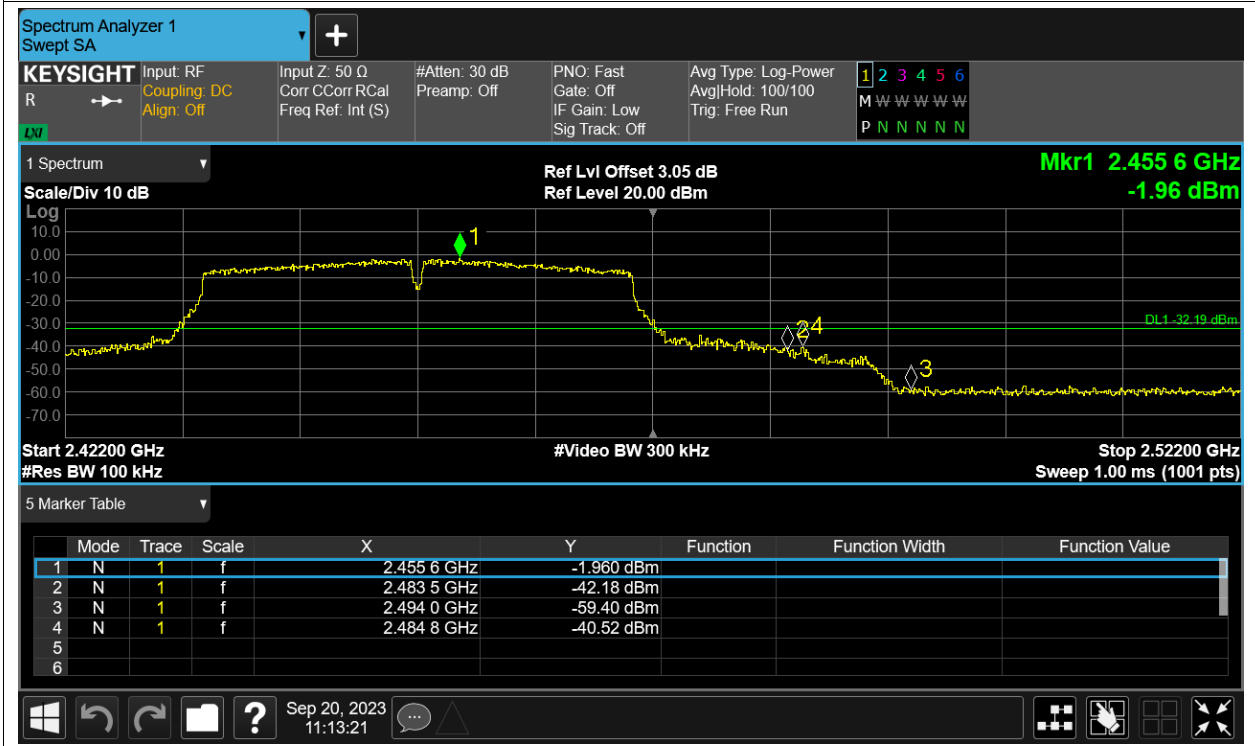 Spectrum Analyzer 1
Swept SA
+
KEYSIGHT
R
LXI
Input: RF
Coupling: DC
Align: Off
Input Z: 50 Ω
Corr CCorr RCal
Freq Ref: Int (S)
#Atten: 30 dB
Preamp: Off
PNO: Fast
Gate: Off
IF Gain: Low
Sig Track: Off
Avg Type: Log-Power
Avg|Hold: 100/100
Trig: Free Run
1 2 3 4 5 6
M W W W W W
P N N N N N
1 Spectrum
Scale/Div 10 dB
Ref Lvl Offset 3.05 dB
Ref Level 20.00 dBm
Mkr1 2.455 6 GHz
-1.96 dBm
Log
10.0
0.00
-10.0
-20.0
-30.0
-40.0
-50.0
-60.0
-70.0
1
24
3
DL1 -32.19 dBm
Start 2.42200 GHz
#Video BW 300 kHz
Stop 2.52200 GHz
#Res BW 100 kHz
Sweep 1.00 ms (1001 pts)
5 Marker Table
Mode Trace Scale X Y Function Function Width Function Value
1 N 1 f 2.455 6 GHz -1.960 dBm
2 N 1 f 2.483 5 GHz -42.18 dBm
3 N 1 f 2.494 0 GHz -59.40 dBm
4 N 1 f 2.484 8 GHz -40.52 dBm
5
6
?
Sep 20, 2023
11:13:21